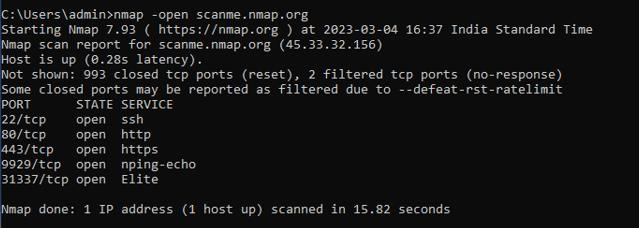 C:\Users\admin>nmap -open scanme.nmap.org
Starting Nmap 7.93 ( https://nmap.org ) at 2023-03-04 16:37 India Standard Time
Nmap scan report for scanme.nmap.org (45.33.32.156)
Host is up (0.28s latency).
Not shown: 993 closed tcp ports (reset), 2 filtered tcp ports (no-response)
Some closed ports may be reported as filtered due to --defeat-rst-ratelimit
PORT      STATE SERVICE
22/tcp    open  ssh
80/tcp    open  http
443/tcp   open  https
9929/tcp  open  nping-echo
31337/tcp open  Elite
Nmap done: 1 IP address (1 host up) scanned in 15.82 seconds